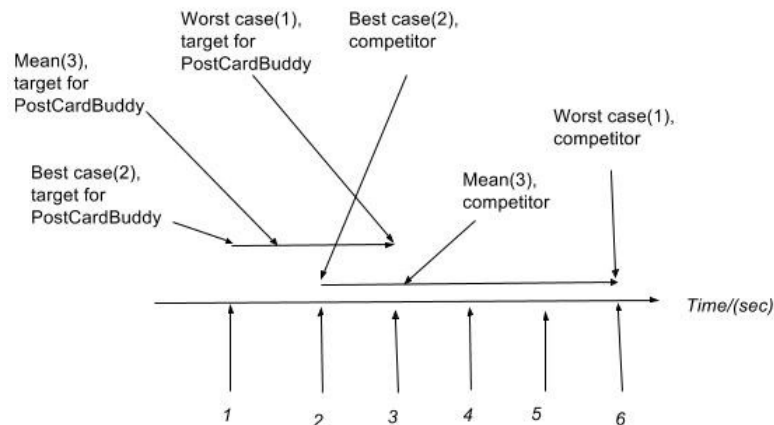 Worst case(1),
target for
PostCardBuddy
Best case(2),
competitor
Mean(3),
target for
PostCardBuddy
Worst case(1),
competitor
Best case(2),
target for
PostCardBuddy
Mean(3),
competitor
Time/(sec)
1 2 3 4 5 6